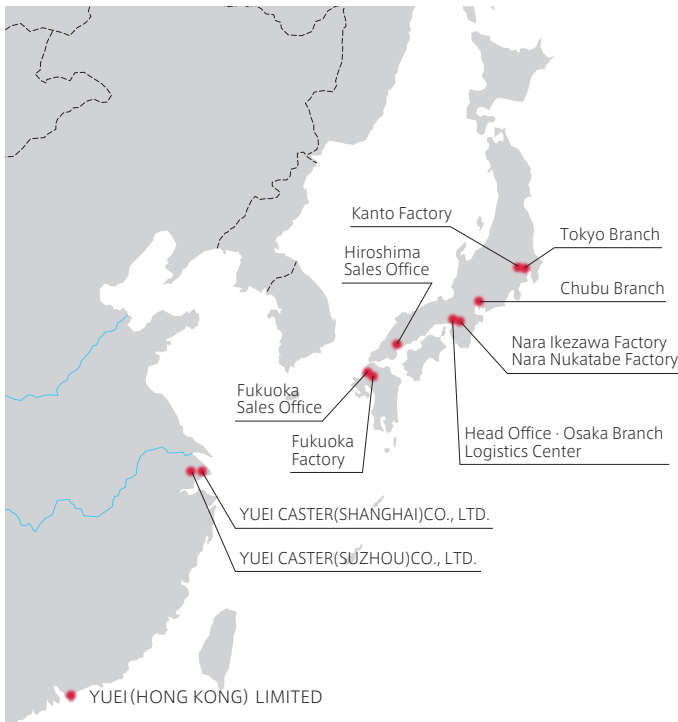 Kanto Factory
Tokyo Branch
Hiroshima
Sales Office
Chubu Branch
Nara Ikezawa Factory
Nara Nukatabe Factory
Fukuoka
Sales Office
Fukuoka
Factory
Head Office · Osaka Branch
Logistics Center
YUEI CASTER(SHANGHAI)CO., LTD.
YUEI CASTER(SUZHOU)CO., LTD.
YUEI(HONG KONG) LIMITED